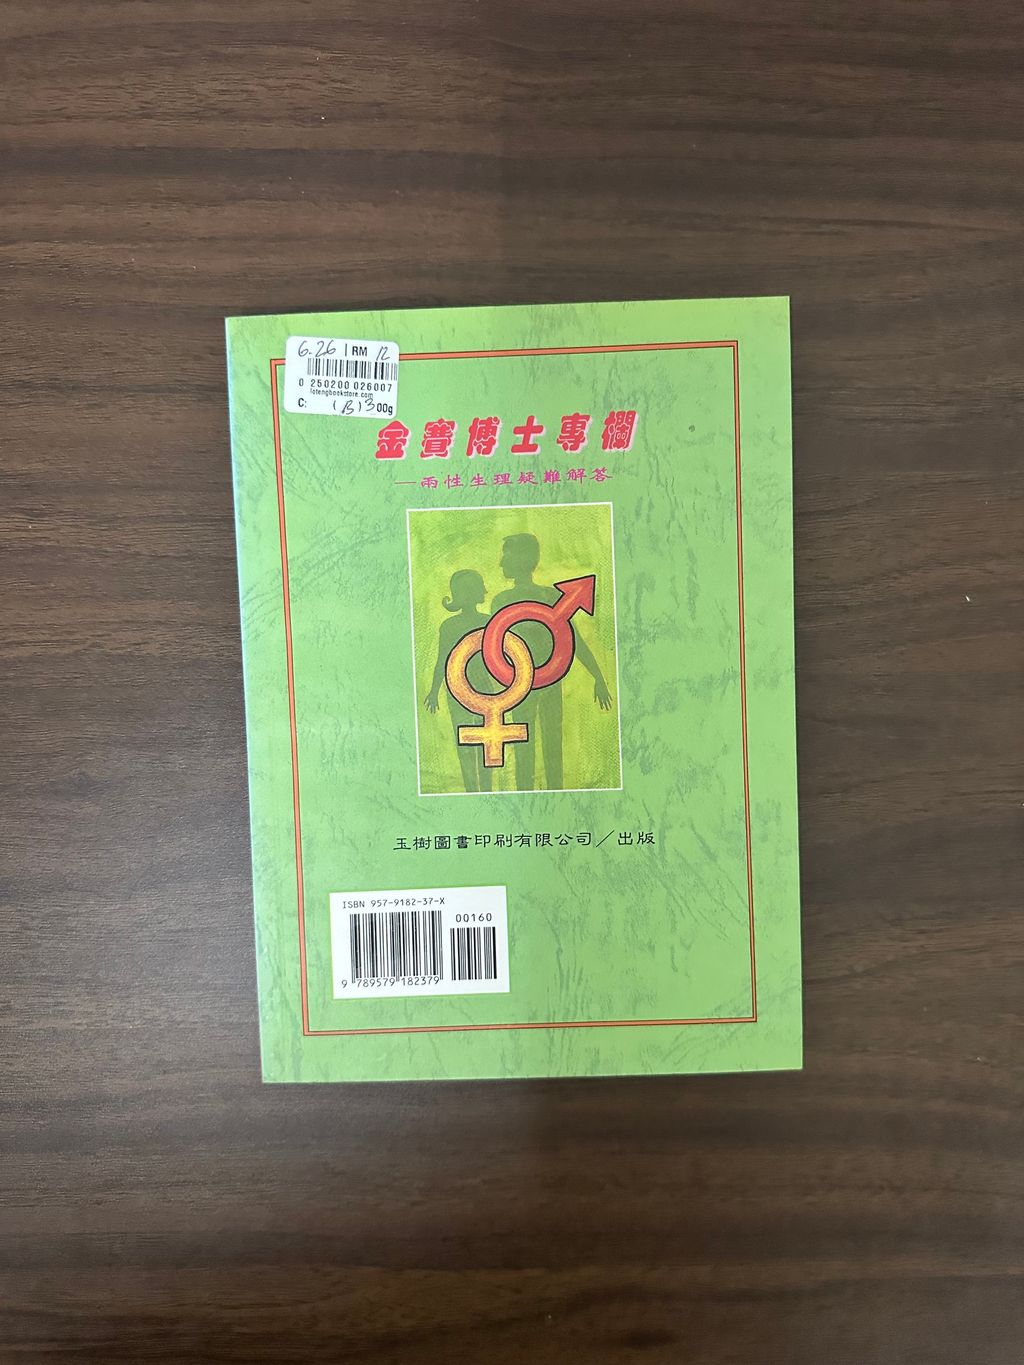 6.26 | RM 12
0 250200 026007
lotengbookstore.com
C: (B) 300g
金賽博士專欄
—兩性生理疑難解答
玉樹圖書印刷有限公司／出版
ISBN 957-9182-37-X
00160
9 789579 182379